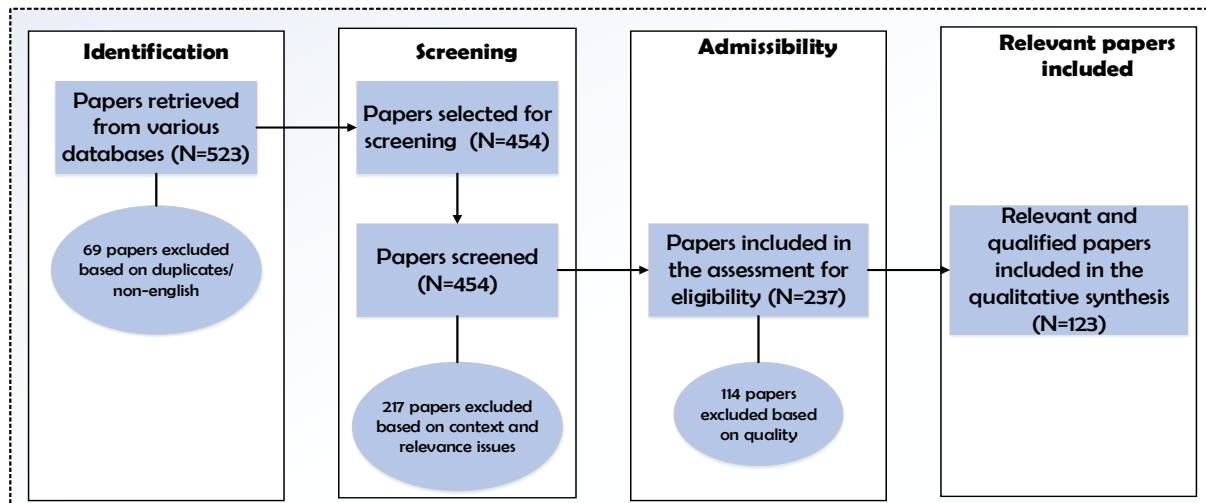 Identification
Papers retrieved
from various
databases (N=523)
69 papers excluded
based on duplicates/
non-english
Screening
Papers selected for
screening (N=454)
Papers screened
(N=454)
217 papers excluded
based on context and
relevance issues
Admissibility
Papers included in
the assessment for
eligibility (N=237)
114 papers
excluded based
on quality
Relevant papers
included
Relevant and
qualified papers
included in the
qualitative synthesis
(N=123)